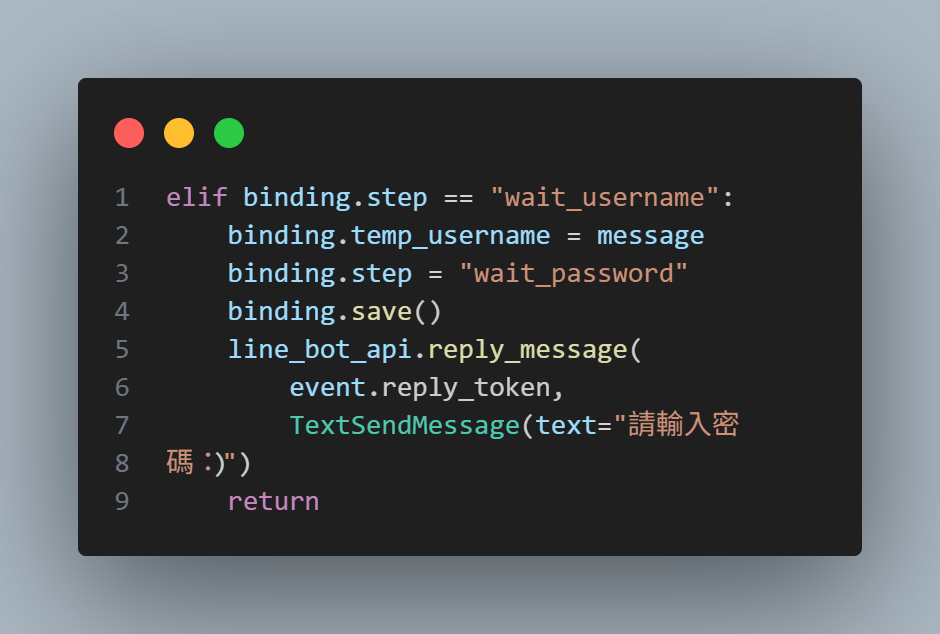 1 elif binding.step == "wait_username":
2     binding.temp_username = message
3     binding.step = "wait_password"
4     binding.save()
5     line_bot_api.reply_message(
6         event.reply_token,
7         TextSendMessage(text="請輸入密
8 碼：)")
9     return